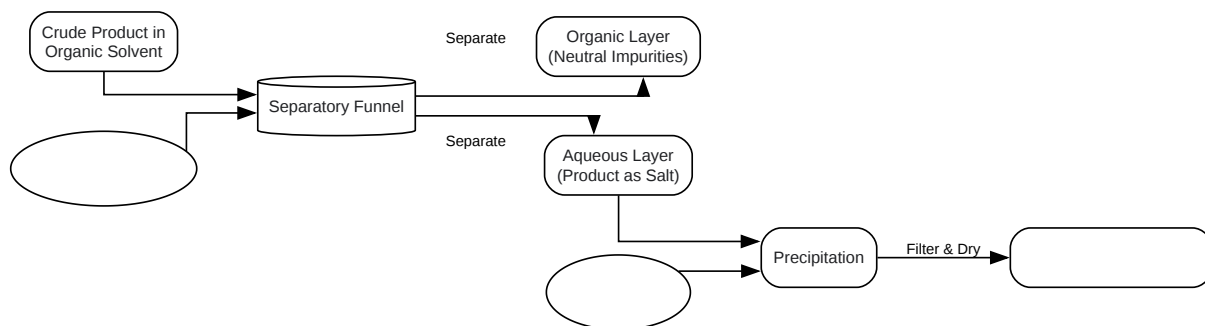 Crude Product in
Organic Solvent
Separate
Organic Layer
(Neutral Impurities)
Separatory Funnel
Separate
Aqueous Layer
(Product as Salt)
Precipitation
Filter & Dry